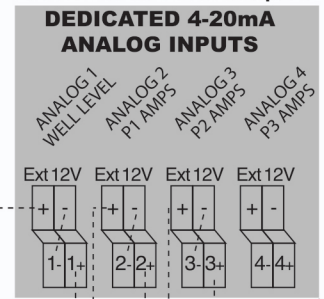 DEDICATED 4-20mA
ANALOG INPUTS
ANALOG 1
WELL LEVEL
ANALOG 2
P1 AMPS
ANALOG 3
P2 AMPS
ANALOG 4
P3 AMPS
Ext 12V Ext 12V Ext 12V Ext 12V
+ - + - + - + -
1- 1+ 2- 2+ 3- 3+ 4- 4+